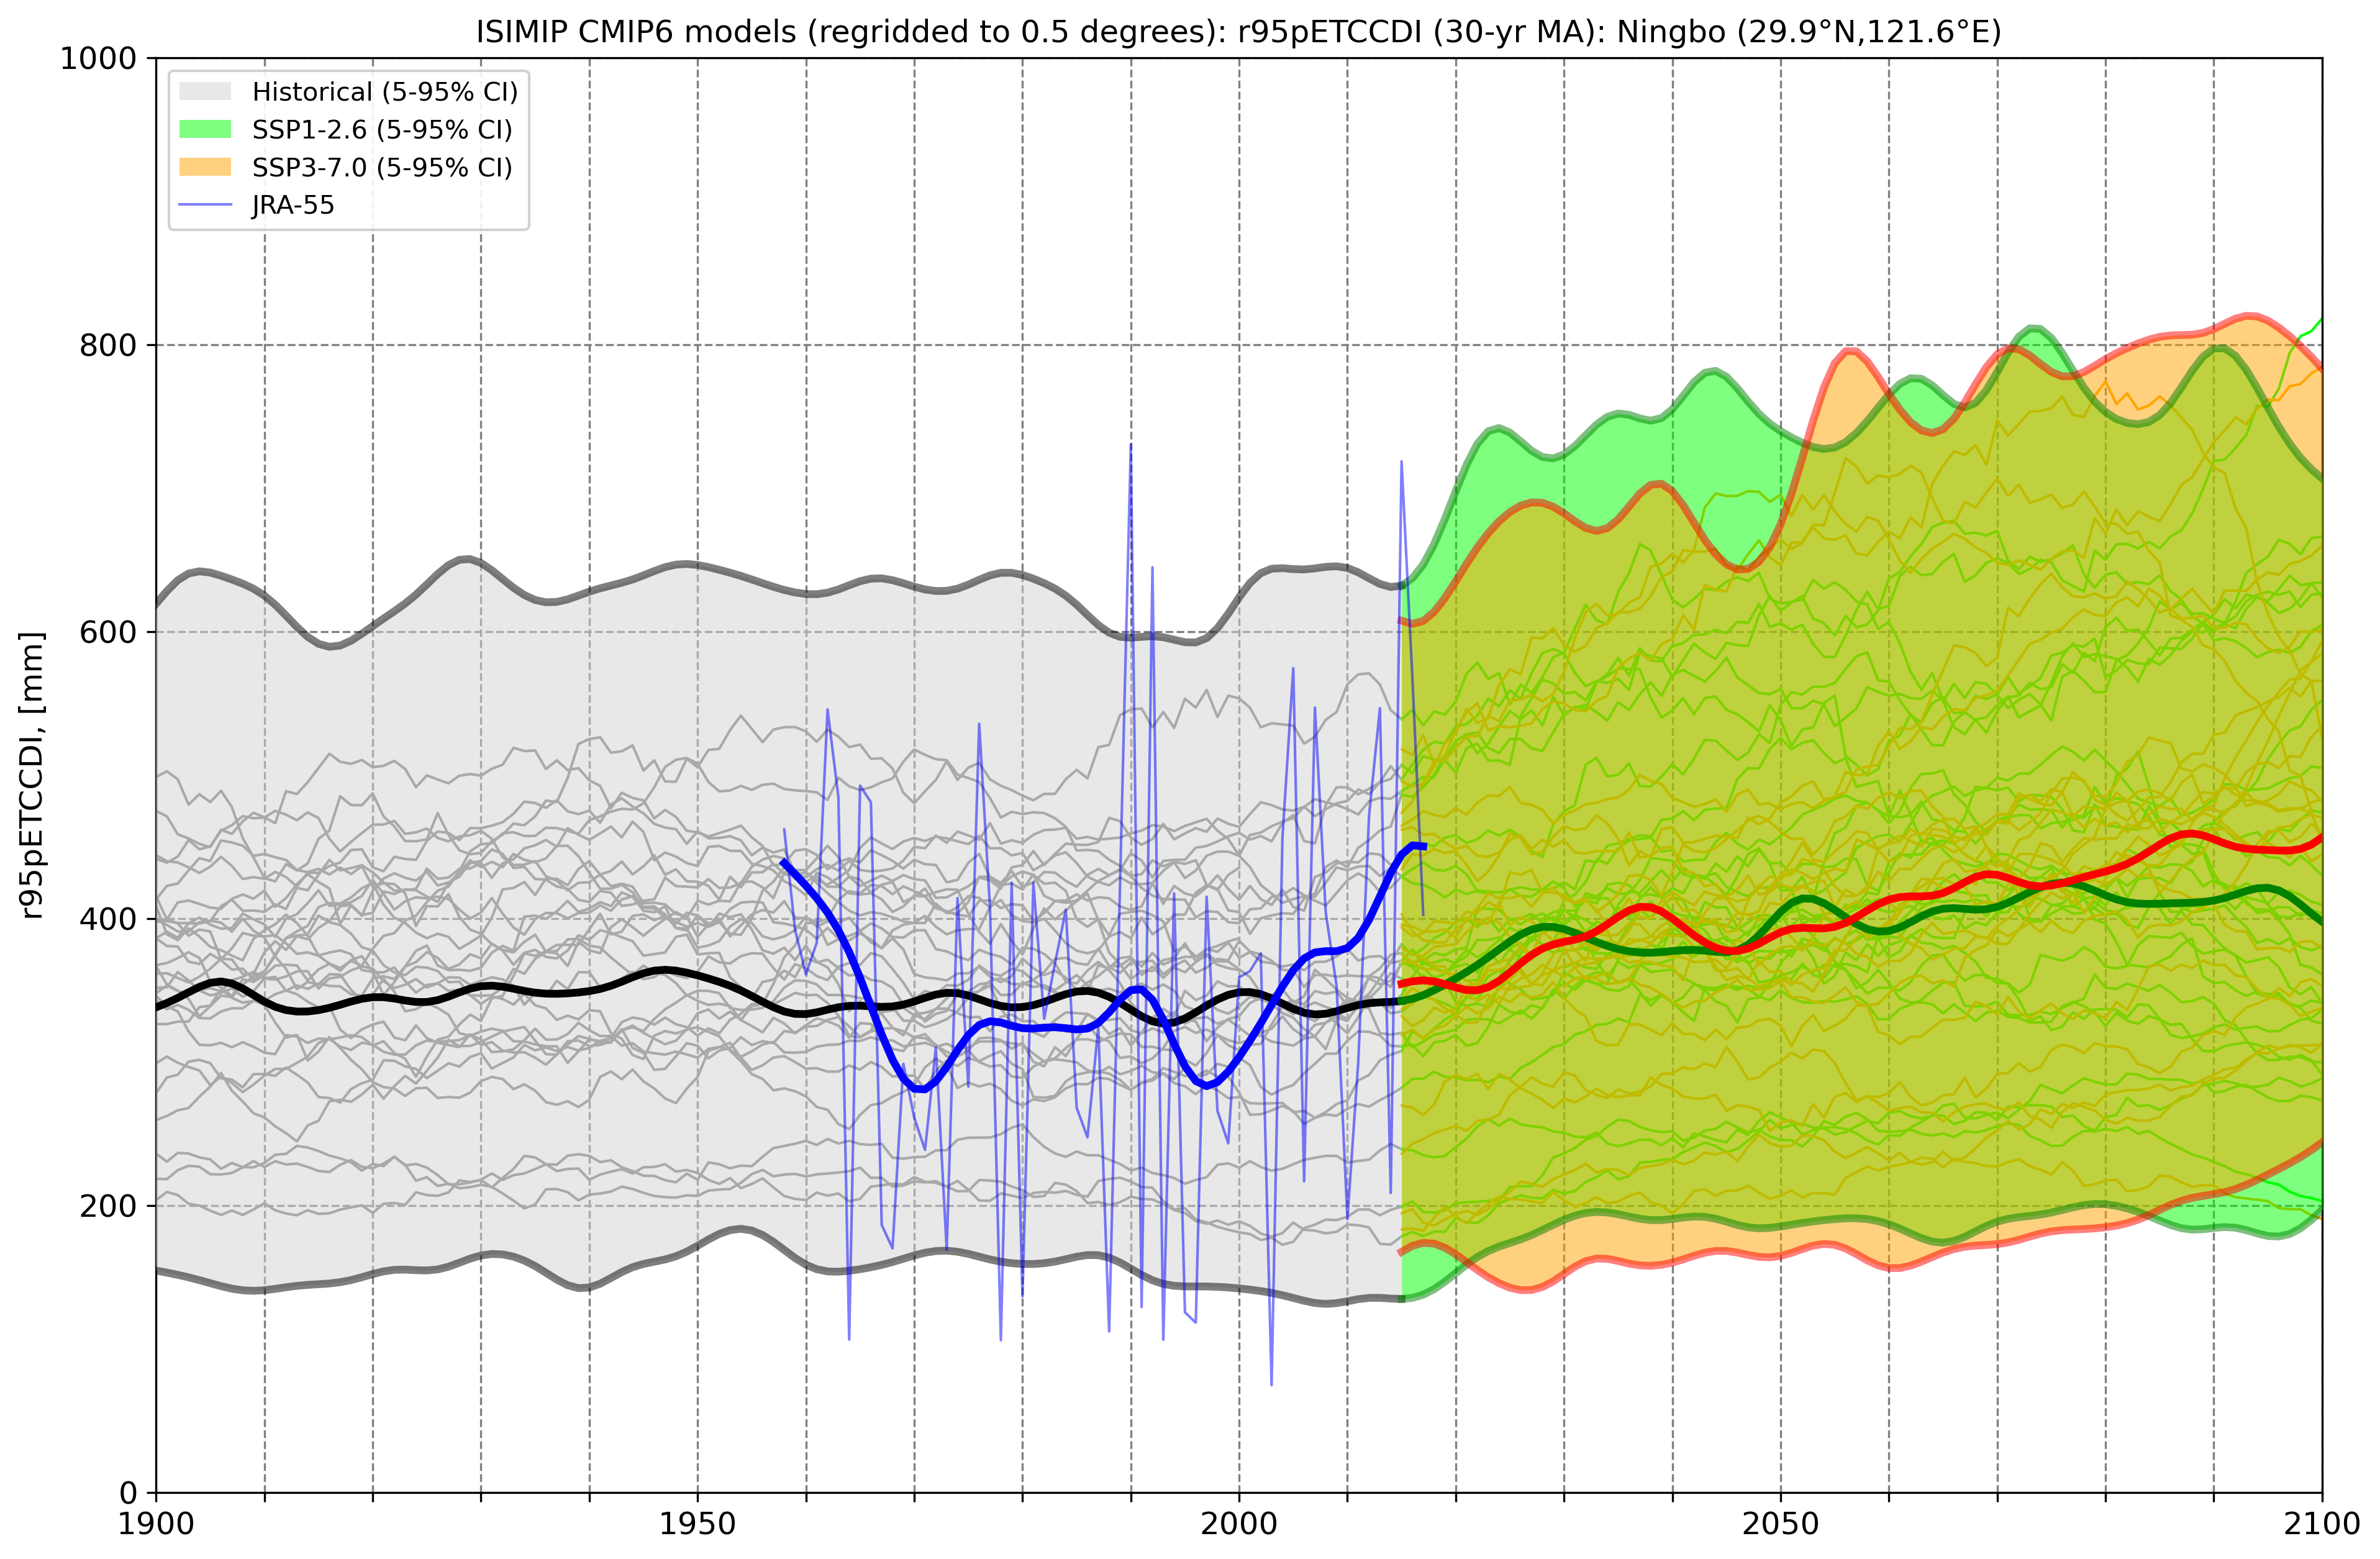 ISIMIP CMIP6 models (regridded to 0.5 degrees): r95pETCCDI (30-yr MA): Ningbo (29.9°N,121.6°E)
Historical (5-95% CI)
SSP1-2.6 (5-95% CI)
SSP3-7.0 (5-95% CI)
JRA-55
r95pETCCDI, [mm]
1000
800
600
400
200
0
1900
1950
2000
2050
2100